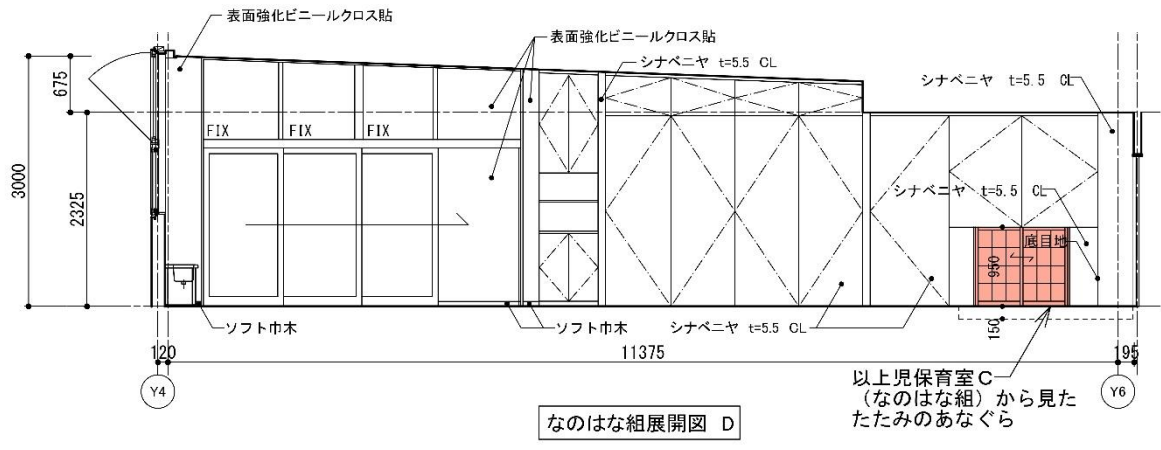 表面強化ビニールクロス貼
表面強化ビニールクロス貼
シナベニヤ t=5.5 CL
シナベニヤ t=5.5 CL
675
FIX
FIX
FIX
3000
2325
シナベニヤ t=5.5 CL
底目地
950
ソフト巾木
ソフト巾木
シナベニヤ t=5.5 CL
150
120
11375
195
Y4
Y6
以上児保育室C
(なのはな組)から見た
たたみのあなぐら
なのはな組展開図 D